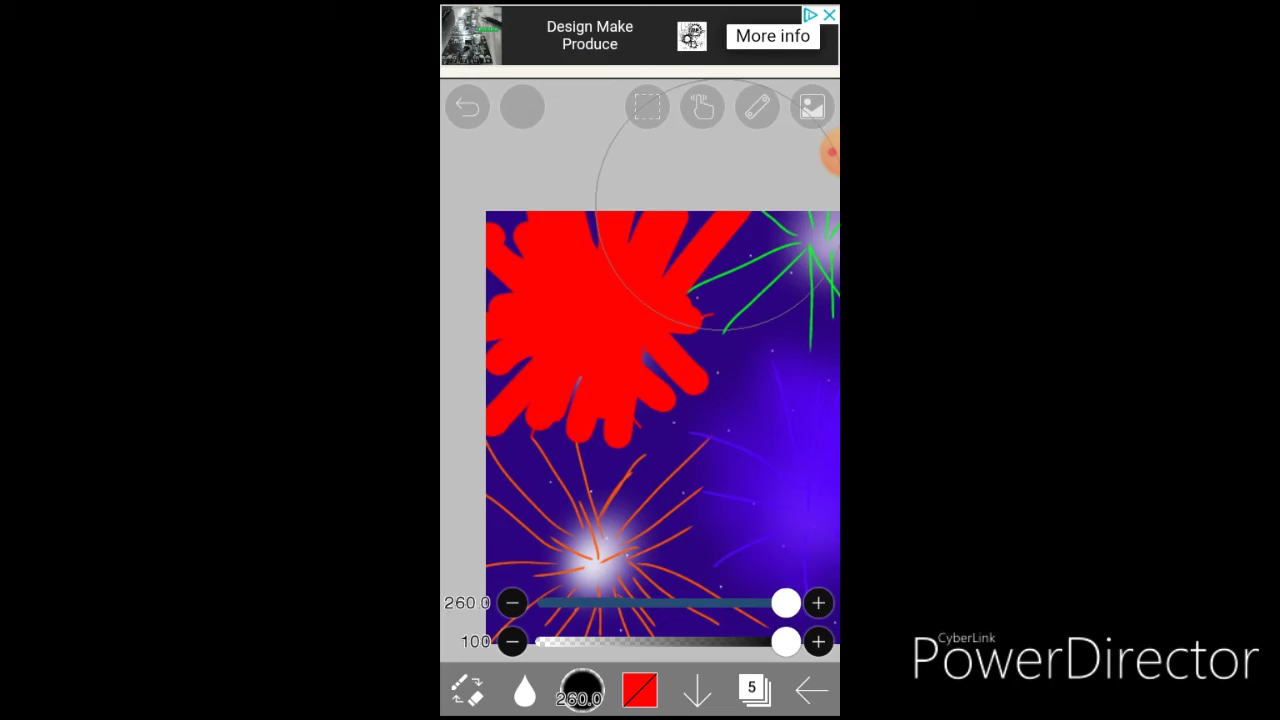 Design Make
Produce
More info
260.0
100
260.0
5
CyberLink
PowerDirector